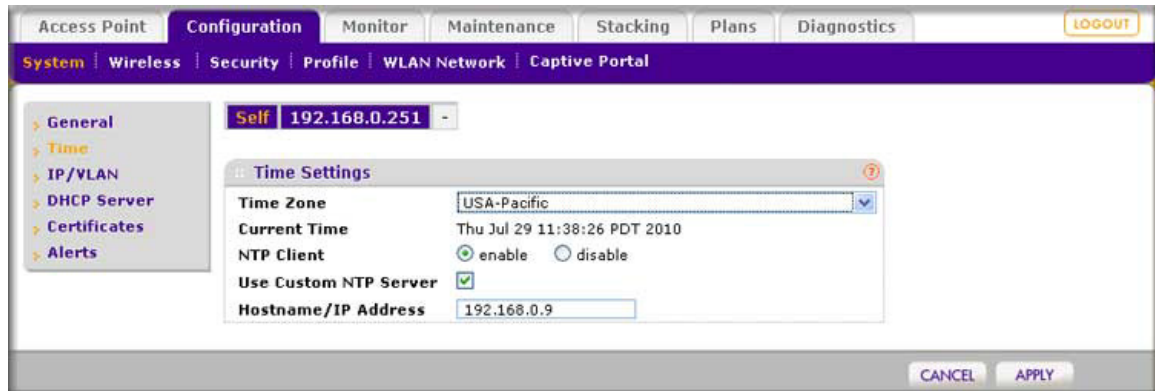 Access Point Configuration Monitor Maintenance Stacking Plans Diagnostics LOGOUT
System Wireless Security Profile WLAN Network Captive Portal
General
Time
IP/VLAN
DHCP Server
Certificates
Alerts
Self 192.168.0.251 -
Time Settings ?
Time Zone USA-Pacific
Current Time Thu Jul 29 11:38:26 PDT 2010
NTP Client enable disable
Use Custom NTP Server
Hostname/IP Address 192.168.0.9
CANCEL APPLY